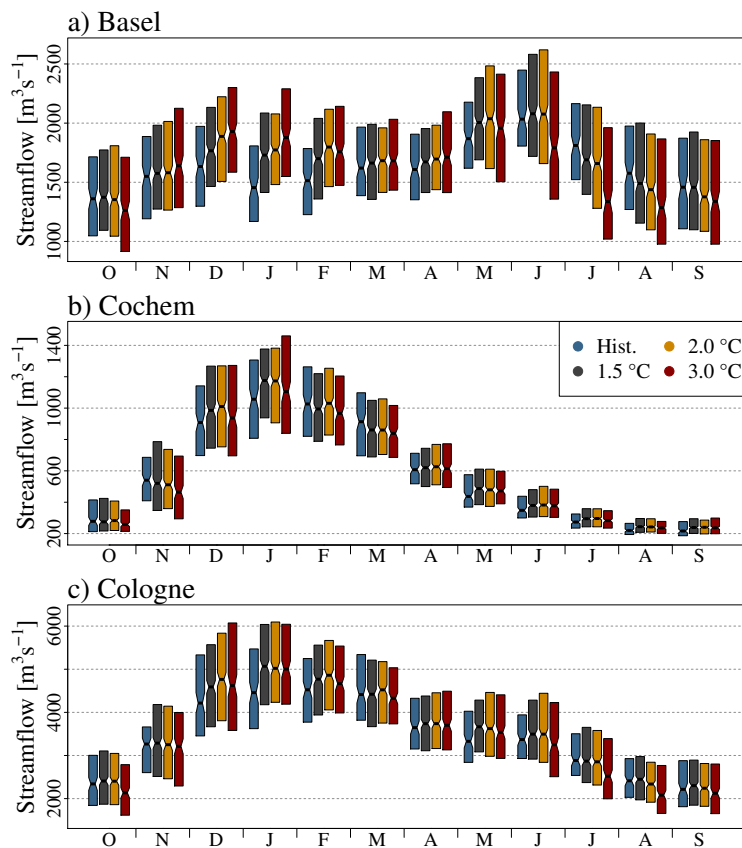 a) Basel
Streamflow [m³s⁻¹]
2500
2000
1500
1000
O N D J F M A M J J A S
b) Cochem
Streamflow [m³s⁻¹]
1400
1000
600
200
Hist. 2.0 °C
1.5 °C 3.0 °C
O N D J F M A M J J A S
c) Cologne
Streamflow [m³s⁻¹]
6000
4000
2000
O N D J F M A M J J A S